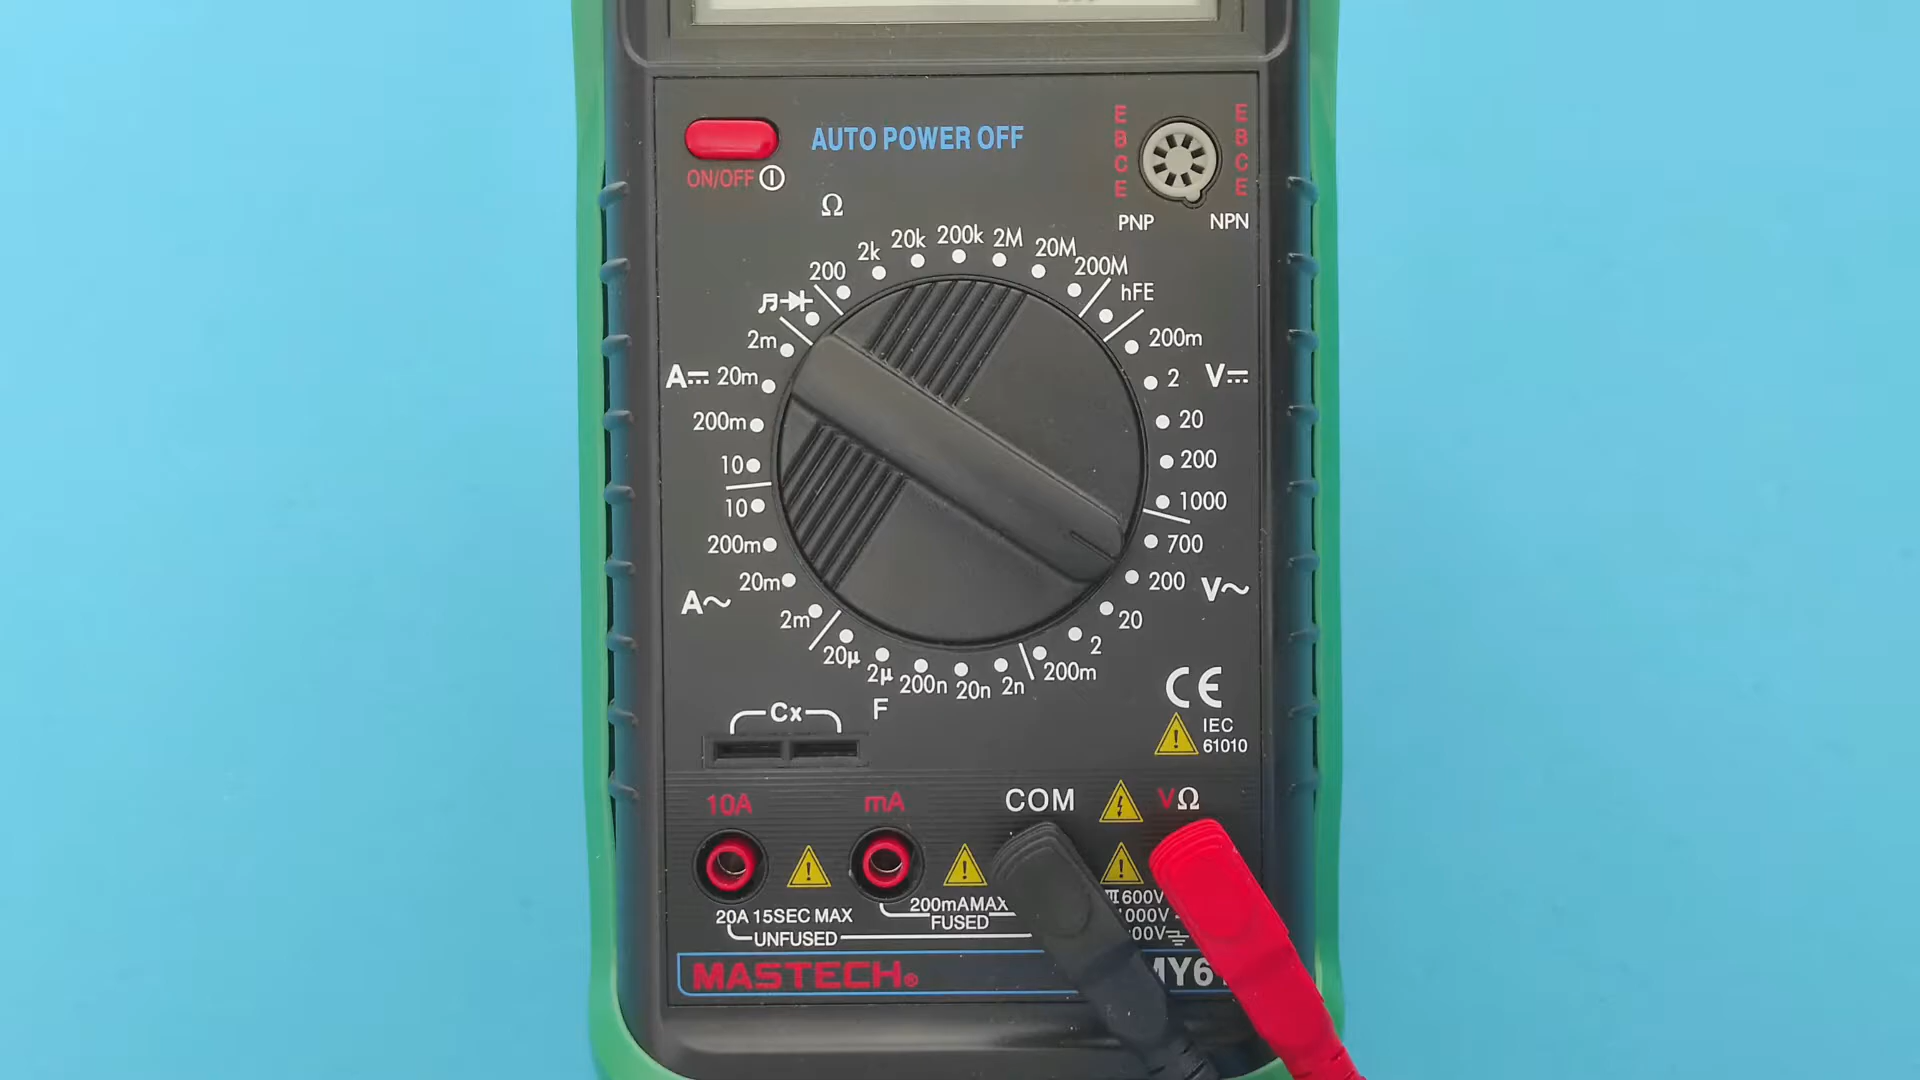 AUTO POWER OFF
ON/OFF
E E
B B
C C
E E
PNP NPN
Ω
200 2k 20k 200k 2M 20M 200M
hFE
2m 200m
A 20m 2 V
200m 20
10 200
10 1000
200m 700
20m 200
A~ V~
2m 20
20µ 2µ 200n 20n 2n 200m 2
F
CE
Cx
IEC
61010
10A mA COM VΩ
200mAMAX
FUSED
600V
20A 15SEC MAX
UNFUSED
MASTECH®